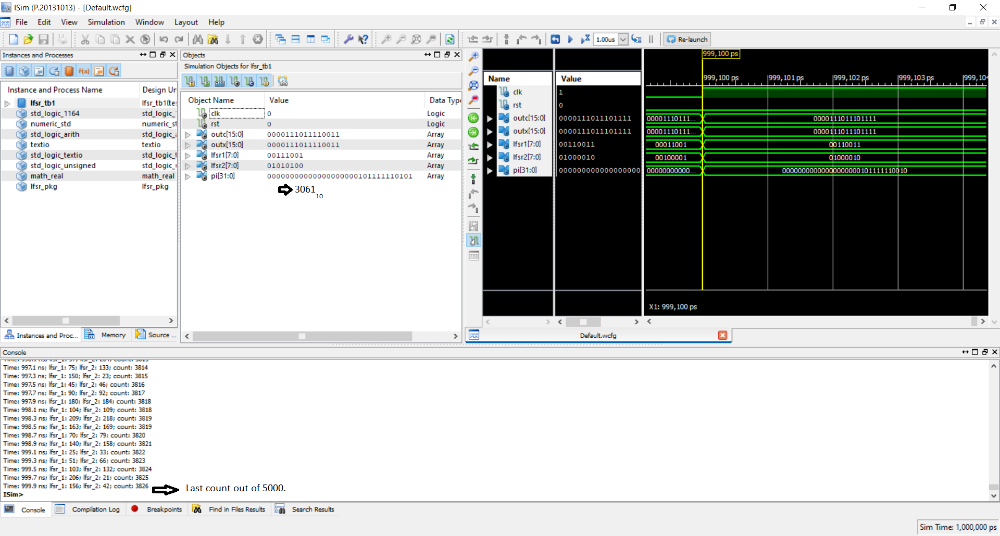 ISim (P.20131013) - [Default.wcfg]
File Edit View Simulation Window Layout Help
1.00us Re-launch
Instances and Processes
Instance and Process Name Design Un
lfsr_tb1 lfsr_tb1(te
std_logic_1164 std_logic_
numeric_std numeric_st
std_logic_arith std_logic_
textio textio
std_logic_textio std_logic_t
std_logic_unsigned std_logic_
math_real math_real
lfsr_pkg lfsr_pkg
Instances and Proc... Memory Source ...
Objects
Simulation Objects for lfsr_tb1
Object Name Value Data Type
clk 0 Logic
rst 0 Logic
outc[15:0] 0000111011110011 Array
outx[15:0] 0000111011110011 Array
lfsr1[7:0] 00111001 Array
lfsr2[7:0] 01010100 Array
pi[31:0] 00000000000000000000101111110101 Array
3061
10
Name Value
clk 1
rst 0
outc[15:0] 0000111011101111
outx[15:0] 0000111011101111
lfsr1[7:0] 00110011
lfsr2[7:0] 01000010
pi[31:0] 000000000000000000
999,100 ps
999,100 ps 999,101 ps 999,102 ps 999,103 ps 999,104
00001110111... 0000111011101111
00001110111... 0000111011101111
00011001 00110011
00100001 01000010
00000000000... 00000000000000000000101111110010
X1: 999,100 ps
Default.wcfg
Console
Time: 997.1 ns; lfsr_1: 75; lfsr_2: 133; count: 3814
Time: 997.3 ns; lfsr_1: 150; lfsr_2: 23; count: 3815
Time: 997.5 ns; lfsr_1: 45; lfsr_2: 46; count: 3816
Time: 997.7 ns; lfsr_1: 90; lfsr_2: 92; count: 3817
Time: 997.9 ns; lfsr_1: 180; lfsr_2: 184; count: 3818
Time: 998.1 ns; lfsr_1: 104; lfsr_2: 109; count: 3818
Time: 998.3 ns; lfsr_1: 209; lfsr_2: 218; count: 3819
Time: 998.5 ns; lfsr_1: 163; lfsr_2: 169; count: 3819
Time: 998.7 ns; lfsr_1: 70; lfsr_2: 79; count: 3820
Time: 998.9 ns; lfsr_1: 140; lfsr_2: 158; count: 3821
Time: 999.1 ns; lfsr_1: 25; lfsr_2: 33; count: 3822
Time: 999.3 ns; lfsr_1: 51; lfsr_2: 66; count: 3823
Time: 999.5 ns; lfsr_1: 103; lfsr_2: 132; count: 3824
Time: 999.7 ns; lfsr_1: 206; lfsr_2: 21; count: 3825
Time: 999.9 ns; lfsr_1: 156; lfsr_2: 42; count: 3826
Last count out of 5000.
ISim>
Console Compilation Log Breakpoints Find in Files Results Search Results
Sim Time: 1,000,000 ps